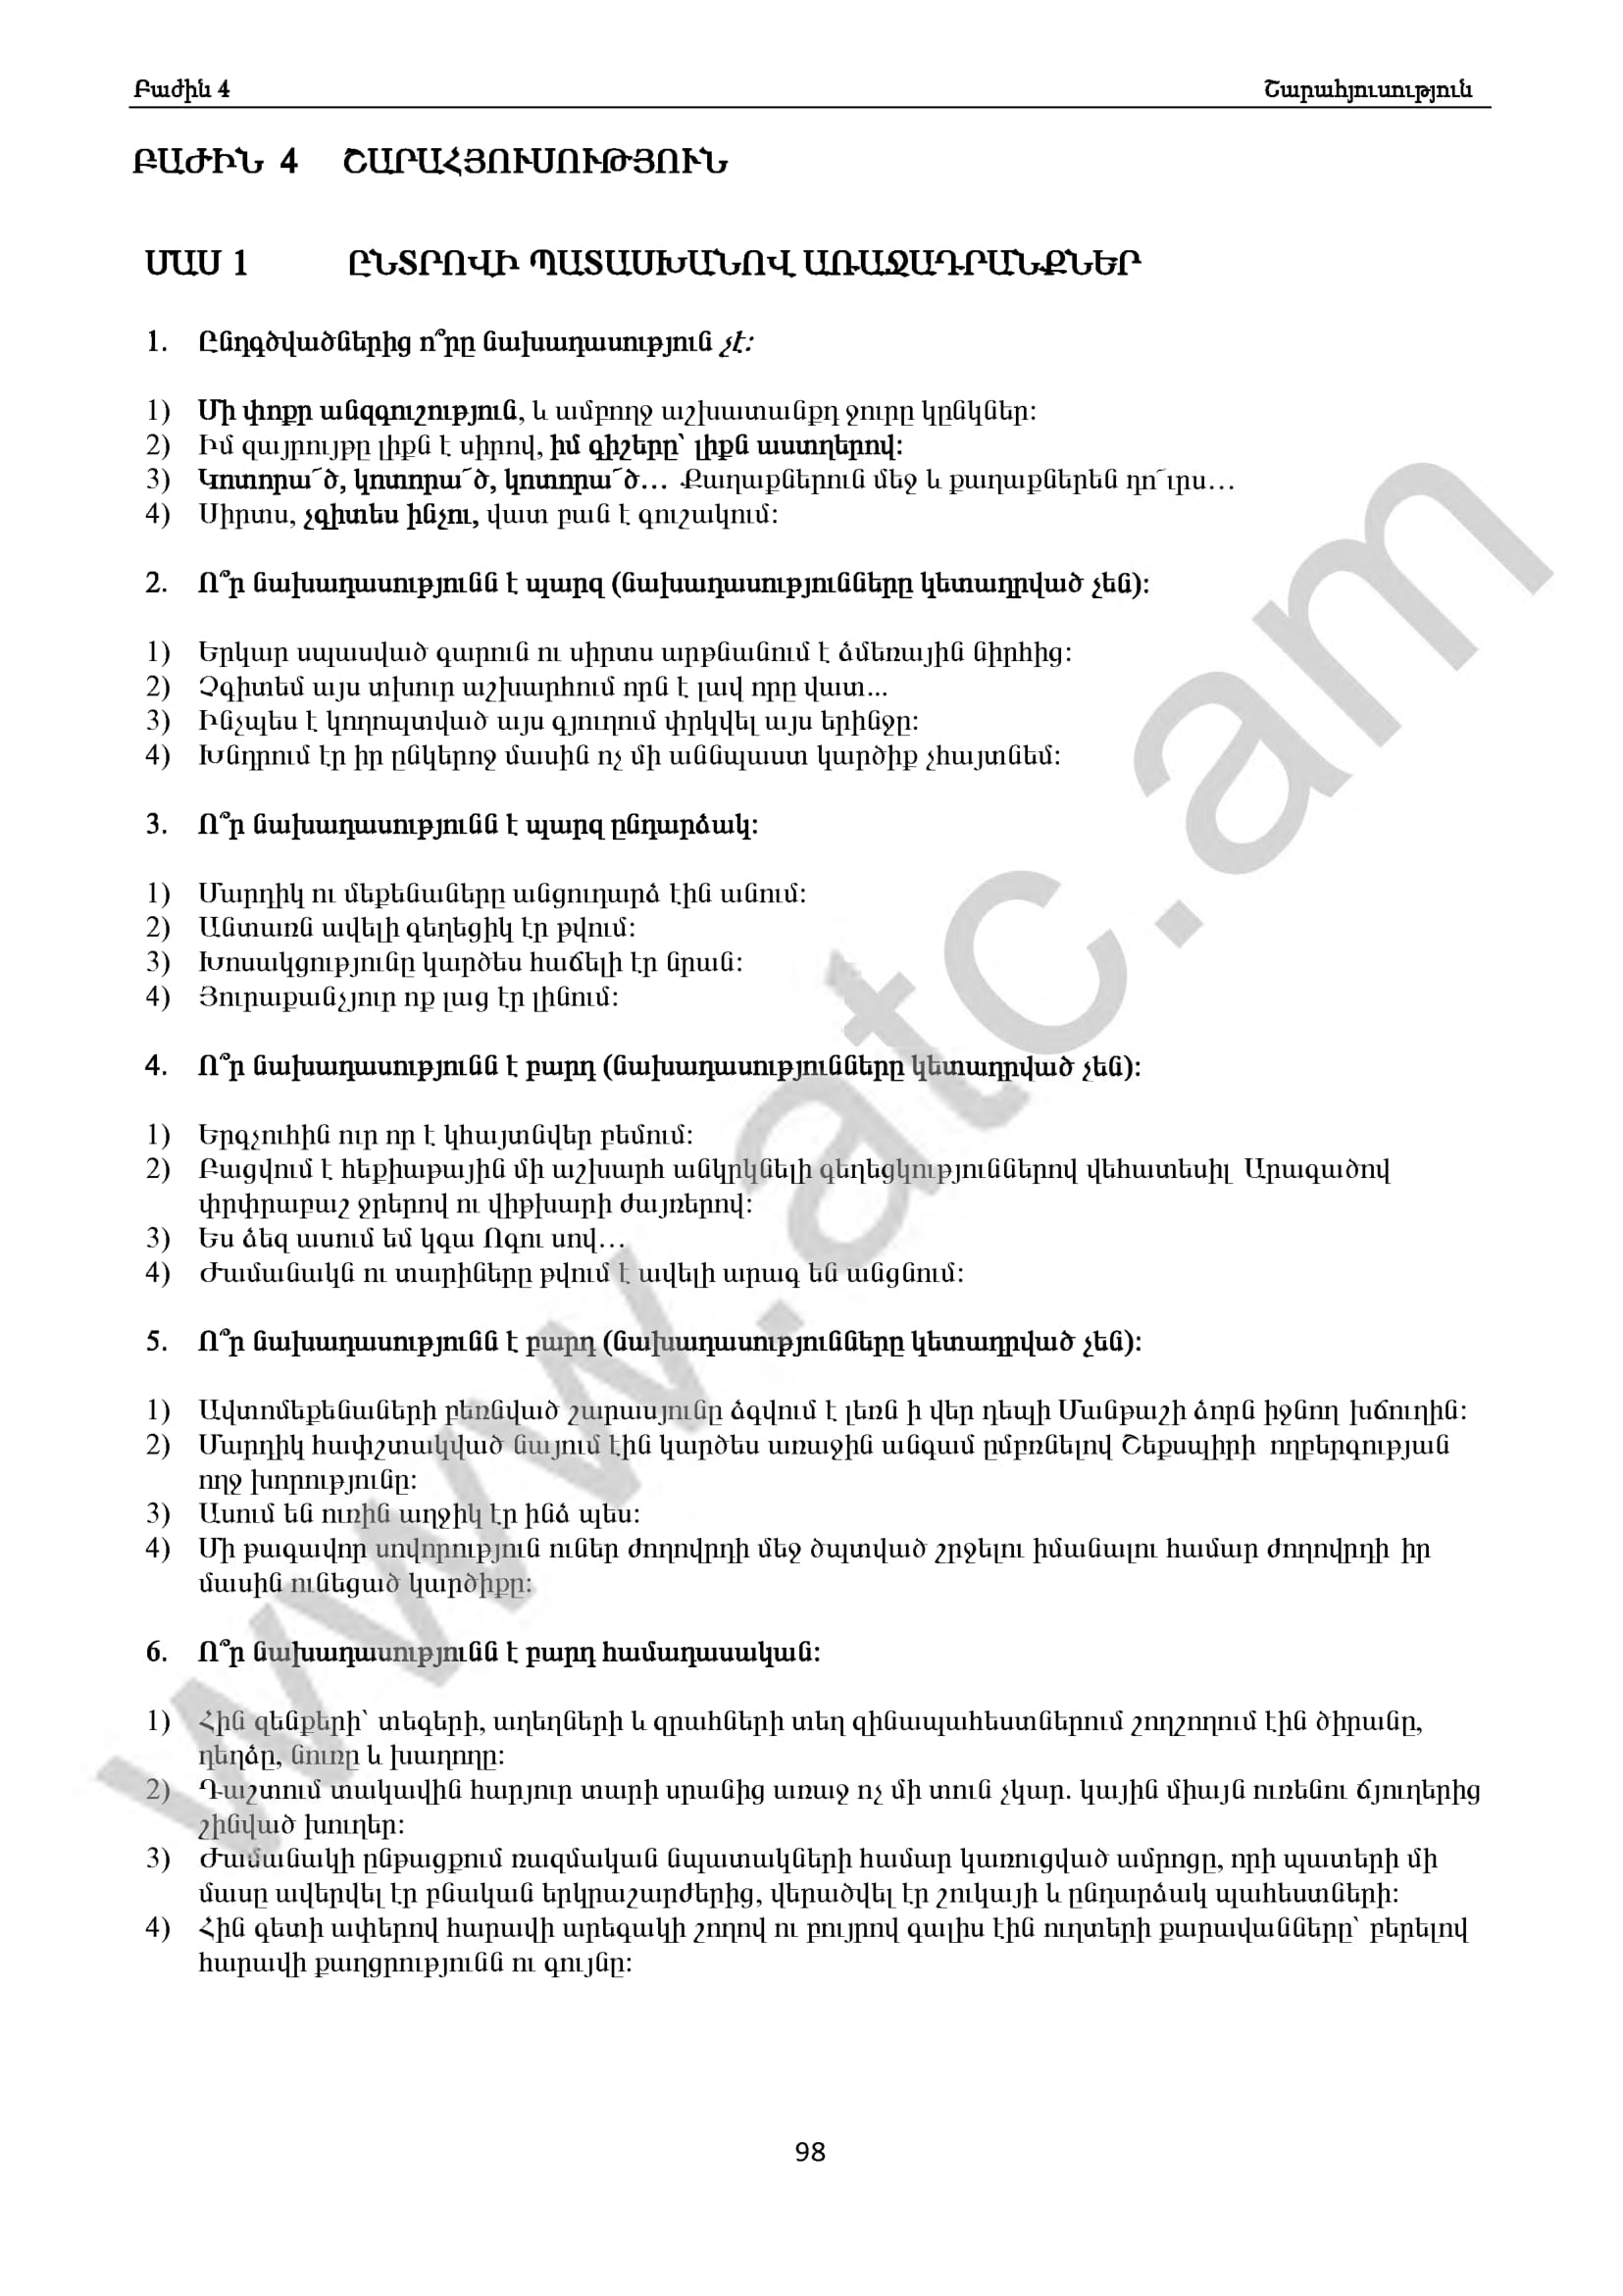 Բաժին 4
Շարահյուսություն
ԲԱԺԻՆ 4 ՇԱՐԱՀՅՈՒՍՈՒԹՅՈՒՆ
ՄԱՍ 1 ԸՆՏՐՈՎԻ ՊԱՏԱՍԽԱՆՈՎ ԱՌԱՋԱԴՐԱՆՔՆԵՐ
1. Ընդգծվածներից ո՞րը նախադասություն չէ:
1) Մի փոքր անզգուշություն, և ամբողջ աշխատանքդ ջուրը կընկներ:
2) Իմ զայրույթը լիքն է սիրով, իմ գիշերը՝ լիքն աստղերով:
3) Կոտորա՜ծ, կոտորա՜ծ, կոտորա՜ծ… Քաղաքներուն մեջ և քաղաքներեն դո՜ւրս…
4) Սիրտս, չգիտես ինչու, վատ բան է գուշակում:
2. Ո՞ր նախադասությունն է պարզ (նախադասությունները կետադրված չեն):
1) Երկար սպասված գարուն ու սիրտս արթնանում է ձմեռային նիրհից:
2) Չգիտեմ այս տխուր աշխարհում որն է լավ որը վատ...
3) Ինչպես է կողոպտված այս գյուղում փրկվել այս երինջը:
4) Խնդրում էր իր ընկերոջ մասին ոչ մի աննպաստ կարծիք չհայտնեմ:
3. Ո՞ր նախադասությունն է պարզ ընդարձակ:
1) Մարդիկ ու մեքենաները անցուդարձ էին անում:
2) Անտառն ավելի գեղեցիկ էր թվում:
3) Խոսակցությունը կարծես հաճելի էր նրան:
4) Յուրաքանչյուր ոք լաց էր լինում:
4. Ո՞ր նախադասությունն է բարդ (նախադասությունները կետադրված չեն):
1) Երգչուհին ուր որ է կհայտնվեր բեմում:
2) Բացվում է հեքիաթային մի աշխարհ անկրկնելի գեղեցկություններով վեհատեսիլ Արագածով
փրփրաբաշ ջրերով ու վիթխարի ժայռերով:
3) Ես ձեզ ասում եմ կգա Ոգու սով…
4) Ժամանակն ու տարիները թվում է ավելի արագ են անցնում:
5. Ո՞ր նախադասությունն է բարդ (նախադասությունները կետադրված չեն):
1) Ավտոմեքենաների բեռնված շարասյունը ձգվում է լեռն ի վեր դեպի Մանթաշի ձորն իջնող խճուղին:
2) Մարդիկ հափշտակված նայում էին կարծես առաջին անգամ ըմբռնելով Շեքսպիրի ողբերգության
ողջ խորությունը:
3) Ասում են ուռին աղջիկ էր ինձ պես:
4) Մի թագավոր սովորություն ուներ ժողովրդի մեջ ծպտված շրջելու իմանալու համար ժողովրդի իր
մասին ունեցած կարծիքը:
6. Ո՞ր նախադասությունն է բարդ համադասական:
1) Հին զենքերի՝ տեգերի, աղեղների և զրահների տեղ զինապահեստներում շողշողում էին ծիրանը,
դեղձը, նուռը և խաղողը:
2) Դաշտում տակավին հարյուր տարի սրանից առաջ ոչ մի տուն չկար. կային միայն ուռենու ճյուղերից
շինված խուղեր:
3) Ժամանակի ընթացքում ռազմական նպատակների համար կառուցված ամրոցը, որի պատերի մի
մասը ավերվել էր բնական երկրաշարժերից, վերածվել էր շուկայի և ընդարձակ պահեստների:
4) Հին գետի ափերով հարավի արեգակի շողով ու բույրով գալիս էին ուղտերի քարավանները՝ բերելով
հարավի քաղցրությունն ու գույնը:
98
www.atc.am